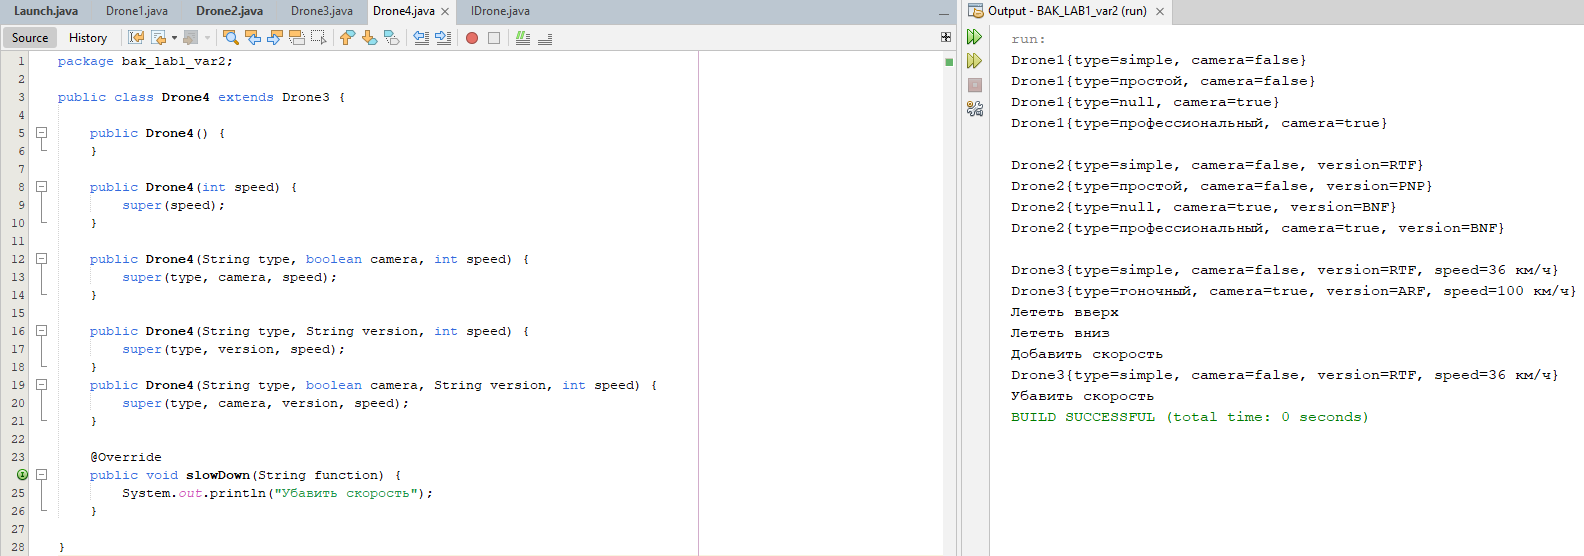 Launch.java Drone1.java Drone2.java Drone3.java Drone4.java IDrone.java
Source History
1 package bak_lab1_var2;
2
3 public class Drone4 extends Drone3 {
4
5 public Drone4() {
6 }
7
8 public Drone4(int speed) {
9 super(speed);
10 }
11
12 public Drone4(String type, boolean camera, int speed) {
13 super(type, camera, speed);
14 }
15
16 public Drone4(String type, String version, int speed) {
17 super(type, version, speed);
18 }
19 public Drone4(String type, boolean camera, String version, int speed) {
20 super(type, camera, version, speed);
21 }
22
23 @Override
public void slowDown(String function) {
25 System.out.println("Убавить скорость");
26 }
27
28 }
Output - BAK_LAB1_var2 (run)
run:
Drone1{type=simple, camera=false}
Drone1{type=простой, camera=false}
Drone1{type=null, camera=true}
Drone1{type=профессиональный, camera=true}
Drone2{type=simple, camera=false, version=RTF}
Drone2{type=простой, camera=false, version=PNP}
Drone2{type=null, camera=true, version=BNF}
Drone2{type=профессиональный, camera=true, version=BNF}
Drone3{type=simple, camera=false, version=RTF, speed=36 км/ч}
Drone3{type=гоночный, camera=true, version=ARF, speed=100 км/ч}
Лететь вверх
Лететь вниз
Добавить скорость
Drone3{type=simple, camera=false, version=RTF, speed=36 км/ч}
Убавить скорость
BUILD SUCCESSFUL (total time: 0 seconds)